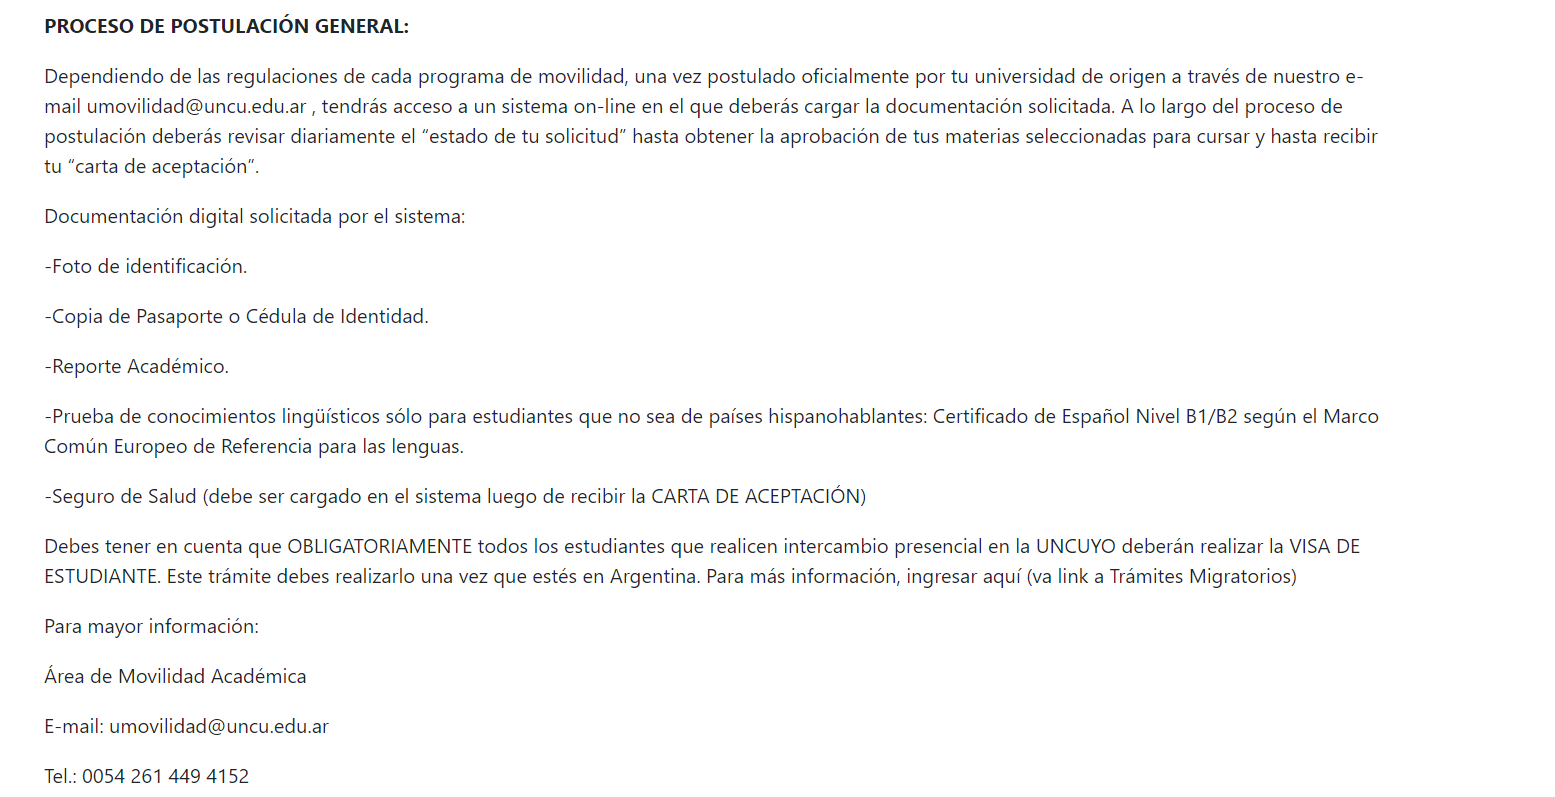 PROCESO DE POSTULACIÓN GENERAL:
Dependiendo de las regulaciones de cada programa de movilidad, una vez postulado oficialmente por tu universidad de origen a través de nuestro e-
mail umovilidad@uncu.edu.ar , tendrás acceso a un sistema on-line en el que deberás cargar la documentación solicitada. A lo largo del proceso de
postulación deberás revisar diariamente el “estado de tu solicitud” hasta obtener la aprobación de tus materias seleccionadas para cursar y hasta recibir
tu “carta de aceptación”.
Documentación digital solicitada por el sistema:
-Foto de identificación.
-Copia de Pasaporte o Cédula de Identidad.
-Reporte Académico.
-Prueba de conocimientos lingüísticos sólo para estudiantes que no sea de países hispanohablantes: Certificado de Español Nivel B1/B2 según el Marco
Común Europeo de Referencia para las lenguas.
-Seguro de Salud (debe ser cargado en el sistema luego de recibir la CARTA DE ACEPTACIÓN)
Debes tener en cuenta que OBLIGATORIAMENTE todos los estudiantes que realicen intercambio presencial en la UNCUYO deberán realizar la VISA DE
ESTUDIANTE. Este trámite debes realizarlo una vez que estés en Argentina. Para más información, ingresar aquí (va link a Trámites Migratorios)
Para mayor información:
Área de Movilidad Académica
E-mail: umovilidad@uncu.edu.ar
Tel.: 0054 261 449 4152